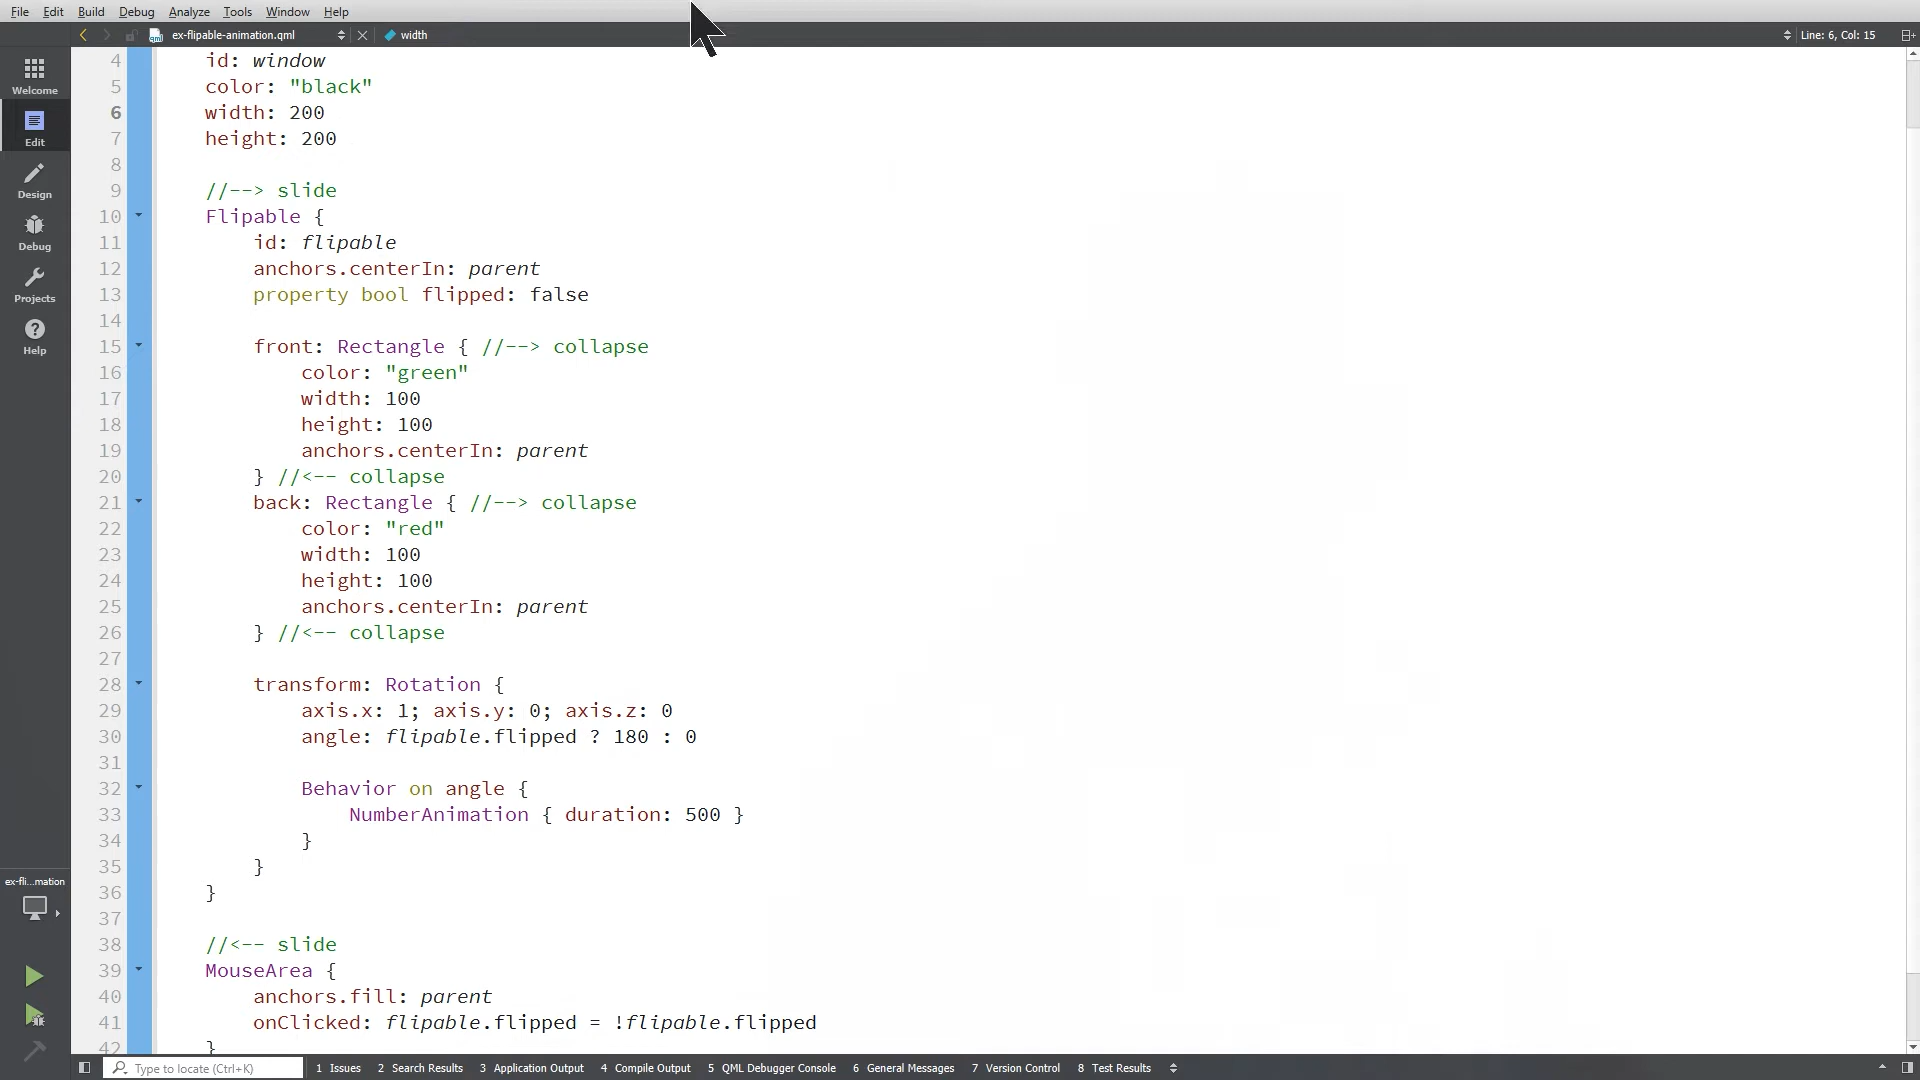 File Edit Build Debug Analyze Tools Window Help
ex-flipable-animation.qml width Line: 6, Col: 15
Welcome
Edit
Design
Debug
Projects
Help
ex-fli...mation
4 id: window
5 color: "black"
6 width: 200
7 height: 200
8
9 //--> slide
10 Flipable {
11 id: flipable
12 anchors.centerIn: parent
13 property bool flipped: false
14
15 front: Rectangle { //--> collapse
16 color: "green"
17 width: 100
18 height: 100
19 anchors.centerIn: parent
20 } //<-- collapse
21 back: Rectangle { //--> collapse
22 color: "red"
23 width: 100
24 height: 100
25 anchors.centerIn: parent
26 } //<-- collapse
27
28 transform: Rotation {
29 axis.x: 1; axis.y: 0; axis.z: 0
30 angle: flipable.flipped ? 180 : 0
31
32 Behavior on angle {
33 NumberAnimation { duration: 500 }
34 }
35 }
36 }
37
38 //<-- slide
39 MouseArea {
40 anchors.fill: parent
41 onClicked: flipable.flipped = !flipable.flipped
42 }
Type to locate (Ctrl+K) 1 Issues 2 Search Results 3 Application Output 4 Compile Output 5 QML Debugger Console 6 General Messages 7 Version Control 8 Test Results